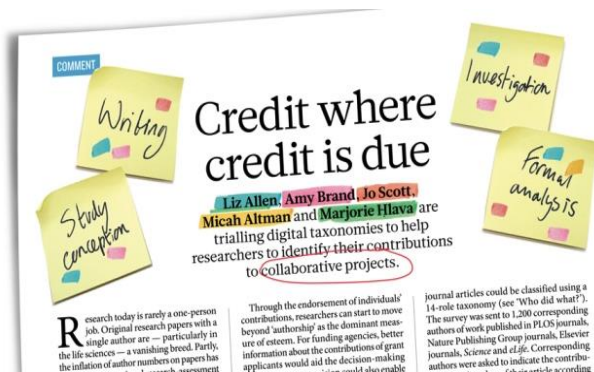 COMMENT
Writing
Study
conception
Investigation
Formal
analysis
Credit where
credit is due
Liz Allen, Amy Brand, Jo Scott,
Micah Altman and Marjorie Hlava are
trialling digital taxonomies to help
researchers to identify their contributions
to collaborative projects.
Research today is rarely a one-person
job. Original research papers with a
single author are — particularly in
the life sciences — a vanishing breed. Partly,
the inflation of author numbers on papers has
Through the endorsement of individuals'
contributions, researchers can start to move
beyond 'authorship' as the dominant meas-
ure of esteem. For funding agencies, better
information about the contributions of grant
applicants would aid the decision-making
could also enable
journal articles could be classified using a
14-role taxonomy (see 'Who did what?').
The survey was sent to 1,200 corresponding
authors of work published in PLOS journals,
Nature Publishing Group journals, Elsevier
journals, Science and eLife. Corresponding
authors were asked to indicate the contribu-
their article according